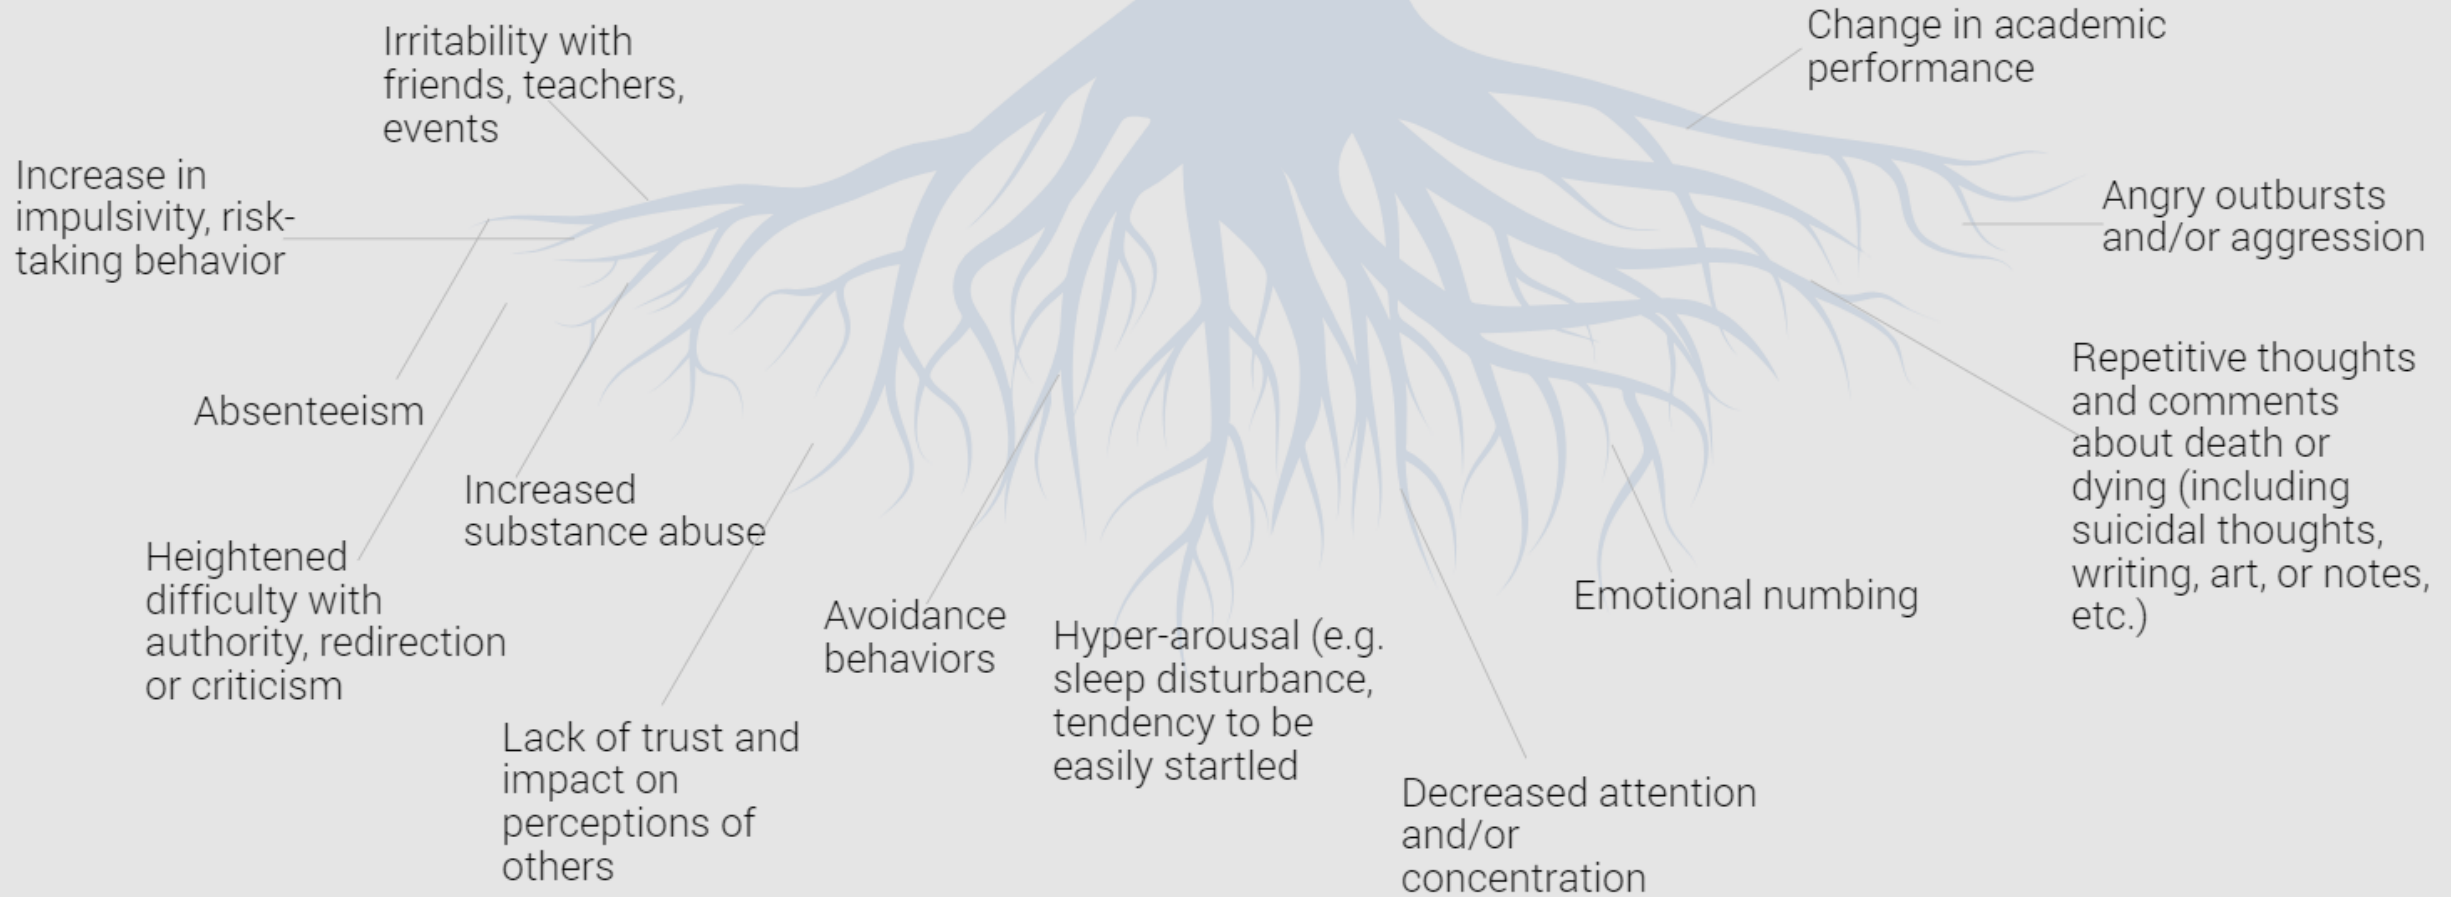 Irritability with
friends, teachers,
events
Change in academic
performance
Increase in
impulsivity, risk-
taking behavior
Angry outbursts
and/or aggression
Absenteeism
Repetitive thoughts
and comments
about death or
dying (including
suicidal thoughts,
writing, art, or notes,
etc.)
Increased
substance abuse
Heightened
difficulty with
authority, redirection
or criticism
Avoidance
behaviors
Hyper-arousal (e.g.
sleep disturbance,
tendency to be
easily startled
Emotional numbing
Lack of trust and
impact on
perceptions of
others
Decreased attention
and/or
concentration